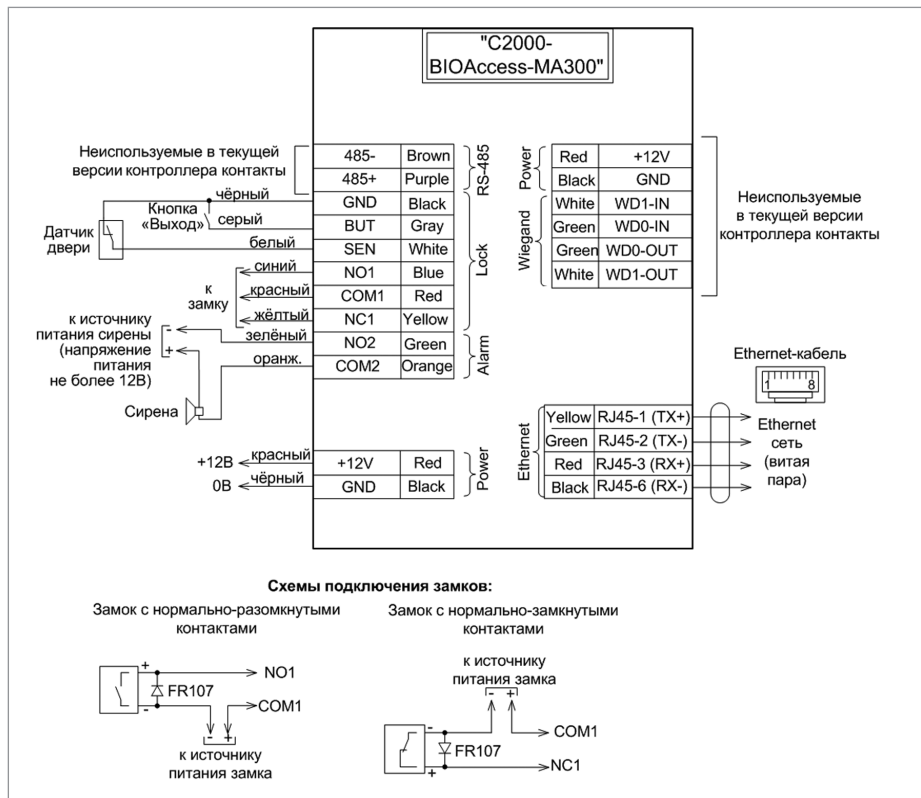 "C2000-
BIOAccess-MA300"
Неиспользуемые в текущей
версии контроллера контакты
чёрный
Кнопка
«Выход»
серый
Датчик
двери
белый
синий
к
замку
красный
жёлтый
к источнику
питания сирены
(напряжение
питания
не более 12В)
-
+
зелёный
оранж.
Сирена
485- Brown
485+ Purple
RS-485
GND Black
BUT Gray
SEN White
NO1 Blue
COM1 Red
NC1 Yellow
Lock
NO2 Green
COM2 Orange
Alarm
+12В красный
0В чёрный
+12V Red
GND Black
Power
Power
Red +12V
Black GND
Wiegand
White WD1-IN
Green WD0-IN
Green WD0-OUT
White WD1-OUT
Неиспользуемые
в текущей версии
контроллера контакты
Ethernet-кабель
1 8
Ethernet
Yellow RJ45-1 (TX+)
Green RJ45-2 (TX-)
Red RJ45-3 (RX+)
Black RJ45-6 (RX-)
Ethernet
сеть
(витая
пара)
Схемы подключения замков:
Замок с нормально-разомкнутыми
контактами
+
NO1
FR107
-
COM1
- +
к источнику
питания замка
Замок с нормально-замкнутыми
контактами
к источнику
питания замка
- +
-
COM1
FR107
+
NC1